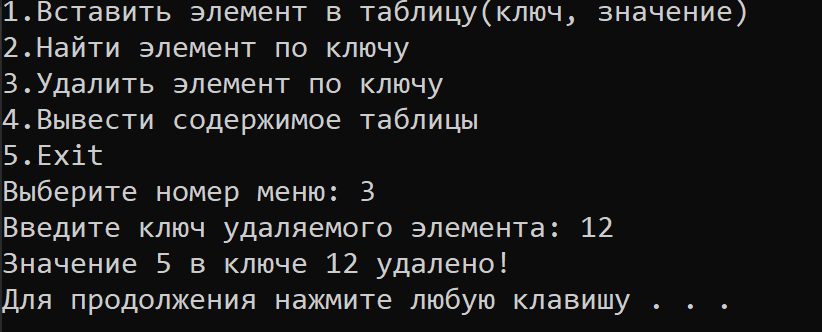 1.Вставить элемент в таблицу(ключ, значение)
2.Найти элемент по ключу
3.Удалить элемент по ключу
4.Вывести содержимое таблицы
5.Exit
Выберите номер меню: 3
Введите ключ удаляемого элемента: 12
Значение 5 в ключе 12 удалено!
Для продолжения нажмите любую клавишу . . .